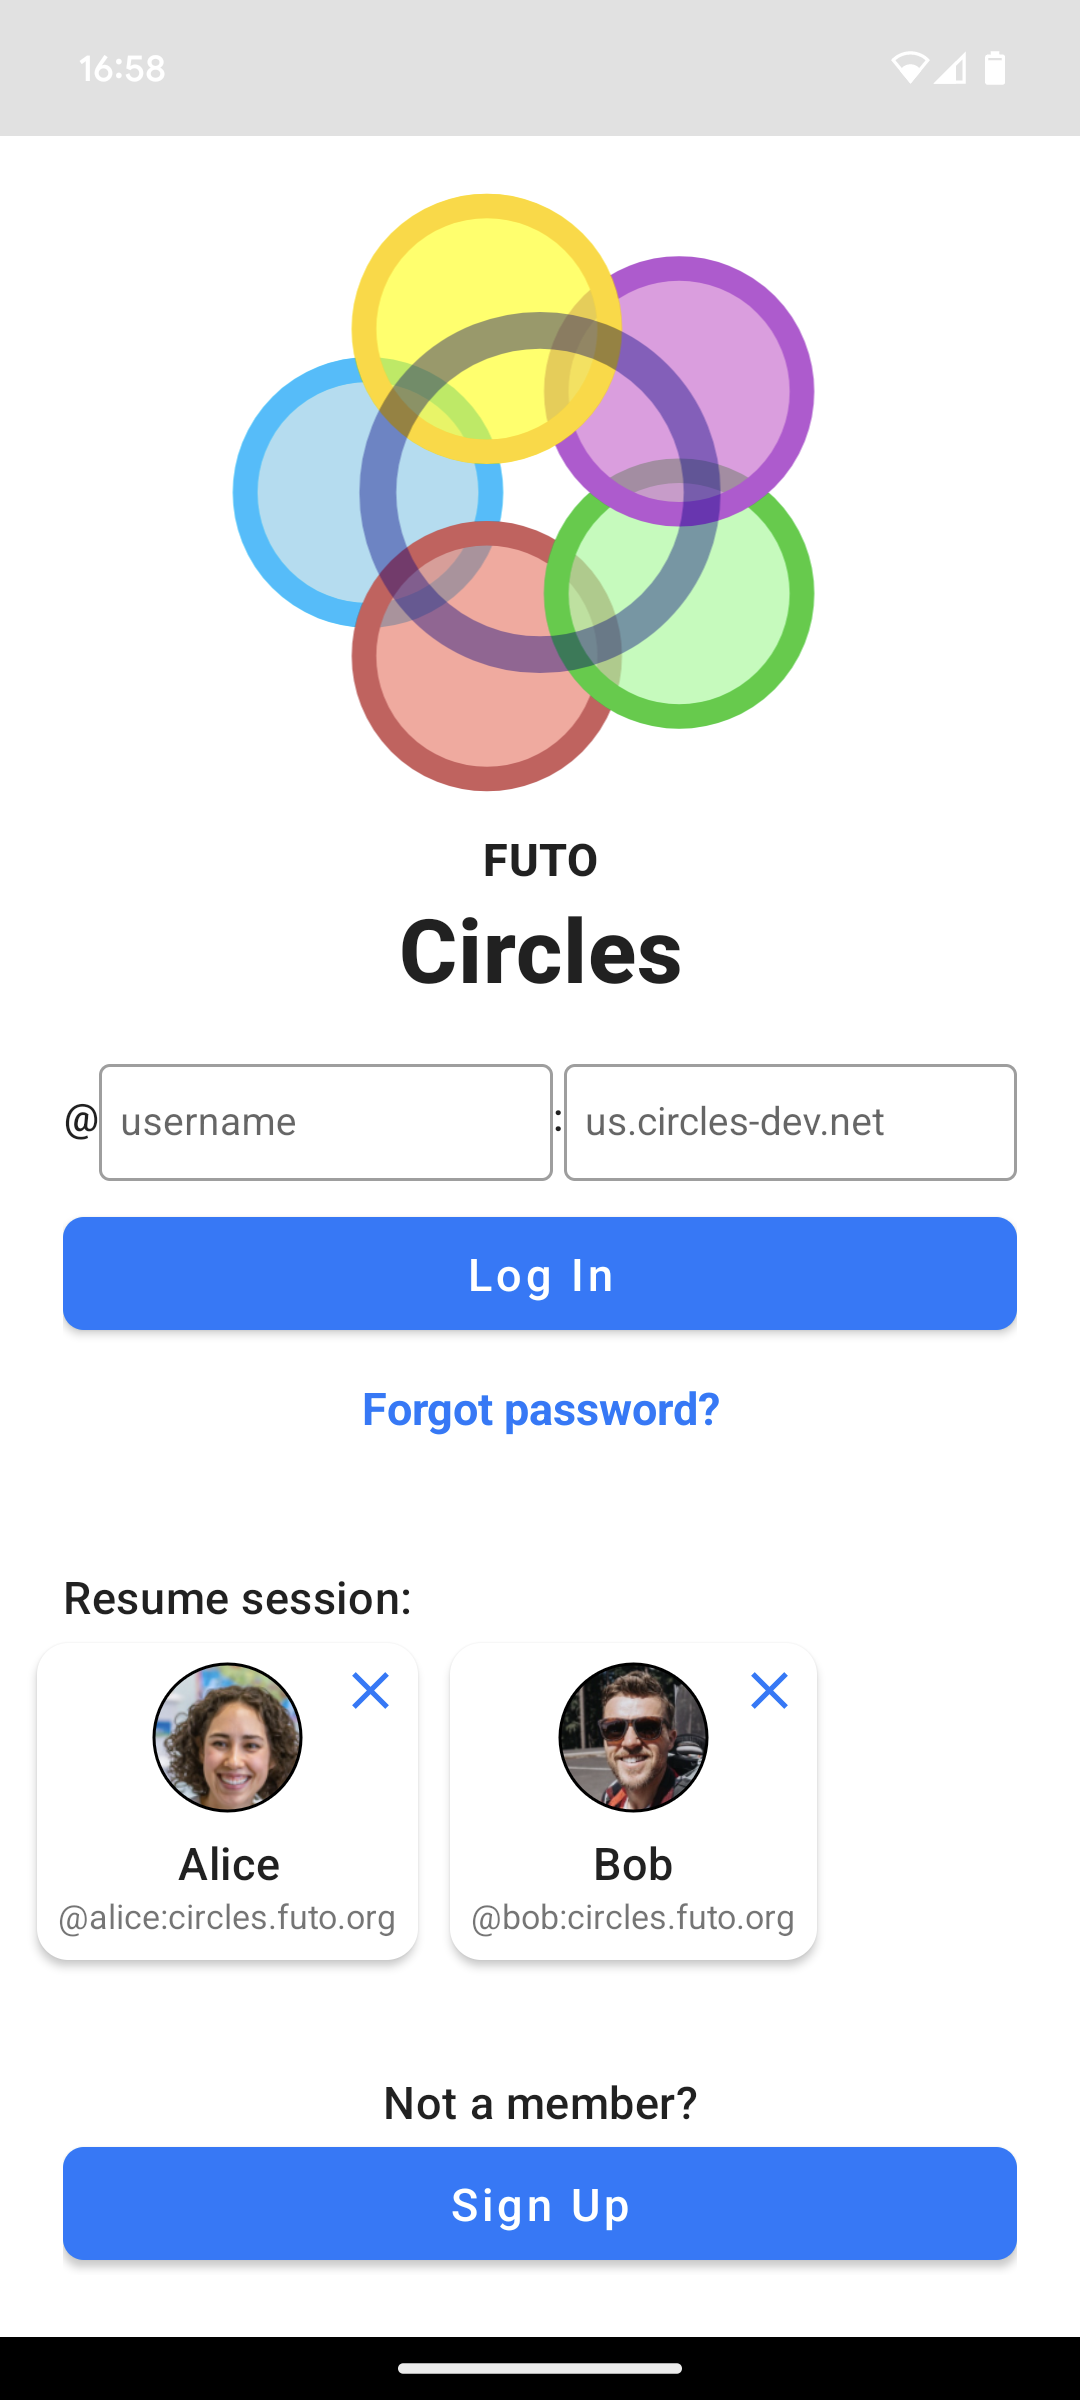 16:58
FUTO
Circles
@ username : us.circles-dev.net
Log In
Forgot password?
Resume session:
Alice Bob
@alice:circles.futo.org @bob:circles.futo.org
Not a member?
Sign Up